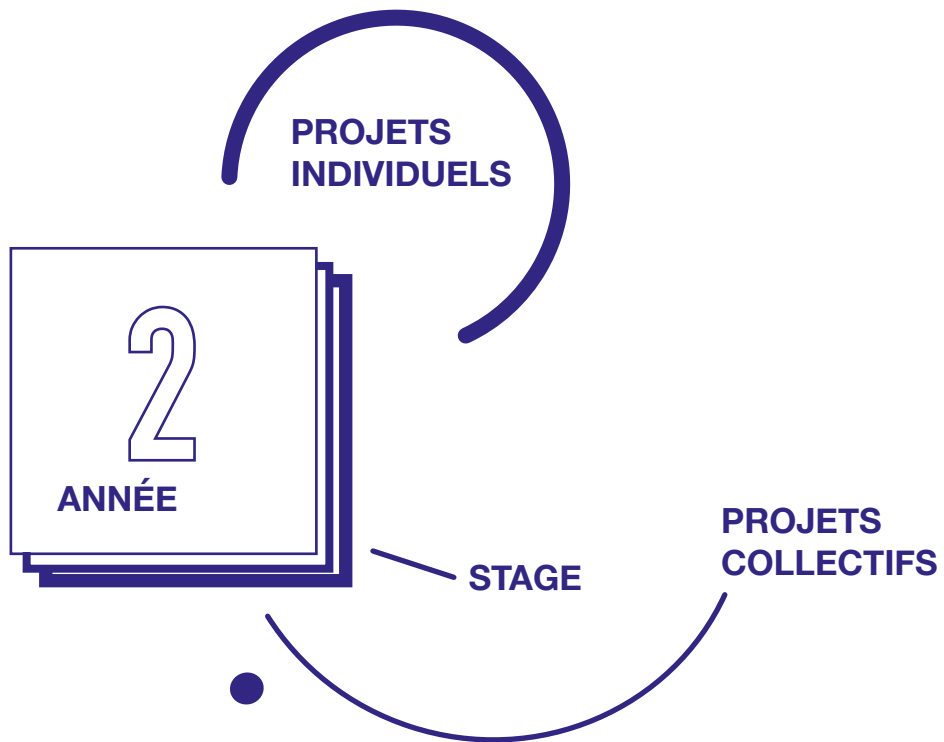 PROJETS
INDIVIDUELS
2
ANNÉE
STAGE
PROJETS
COLLECTIFS